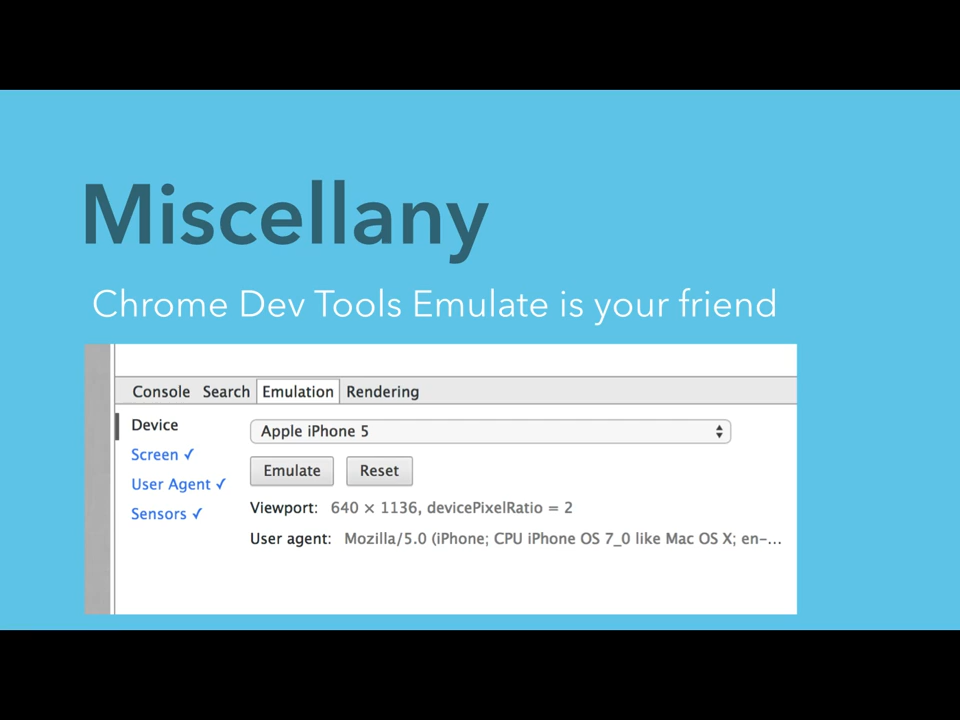 Miscellany
Chrome Dev Tools Emulate is your friend
Console Search Emulation Rendering
Device
Apple iPhone 5
Screen ✓
Emulate Reset
User Agent ✓
Viewport: 640 × 1136, devicePixelRatio = 2
Sensors ✓
User agent: Mozilla/5.0 (iPhone; CPU iPhone OS 7_0 like Mac OS X; en-...